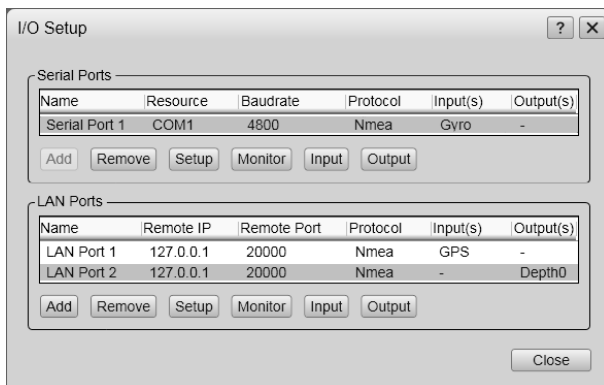 I/O Setup ? X
Serial Ports
Name Resource Baudrate Protocol Input(s) Output(s)
Serial Port 1 COM1 4800 Nmea Gyro -
Add Remove Setup Monitor Input Output
LAN Ports
Name Remote IP Remote Port Protocol Input(s) Output(s)
LAN Port 1 127.0.0.1 20000 Nmea GPS -
LAN Port 2 127.0.0.1 20000 Nmea - Depth0
Add Remove Setup Monitor Input Output
Close